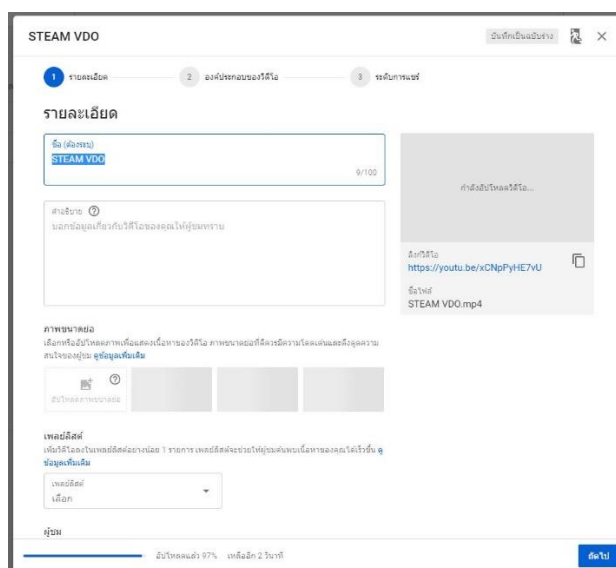 STEAM VDO
บันทึกเป็นฉบับร่าง
1 รายละเอียด
2 องค์ประกอบของวิดีโอ
3 ระดับการแชร์
รายละเอียด
ชื่อ (ต้องระบุ)
STEAM VDO
9/100
กำลังอัปโหลดวิดีโอ...
คำอธิบาย
บอกข้อมูลเกี่ยวกับวิดีโอของคุณให้ผู้ชมทราบ
ลิงก์วิดีโอ
https://youtu.be/xCNpPyHE7vU
ชื่อไฟล์
STEAM VDO.mp4
ภาพขนาดย่อ
เลือกหรืออัปโหลดภาพเพื่อแสดงเนื้อหาของวิดีโอ ภาพขนาดย่อที่ดีควรมีความโดดเด่นและดึงดูดความ
สนใจของผู้ชม ดูข้อมูลเพิ่มเติม
อัปโหลดภาพขนาดย่อ
เพลย์ลิสต์
เพิ่มวิดีโอลงในเพลย์ลิสต์อย่างน้อย 1 รายการ เพลย์ลิสต์จะช่วยให้ผู้ชมค้นพบเนื้อหาของคุณได้เร็วขึ้น ดู
ข้อมูลเพิ่มเติม
เพลย์ลิสต์
เลือก
ผู้ชม
อัปโหลดแล้ว 97% เหลืออีก 2 วินาที
ถัดไป